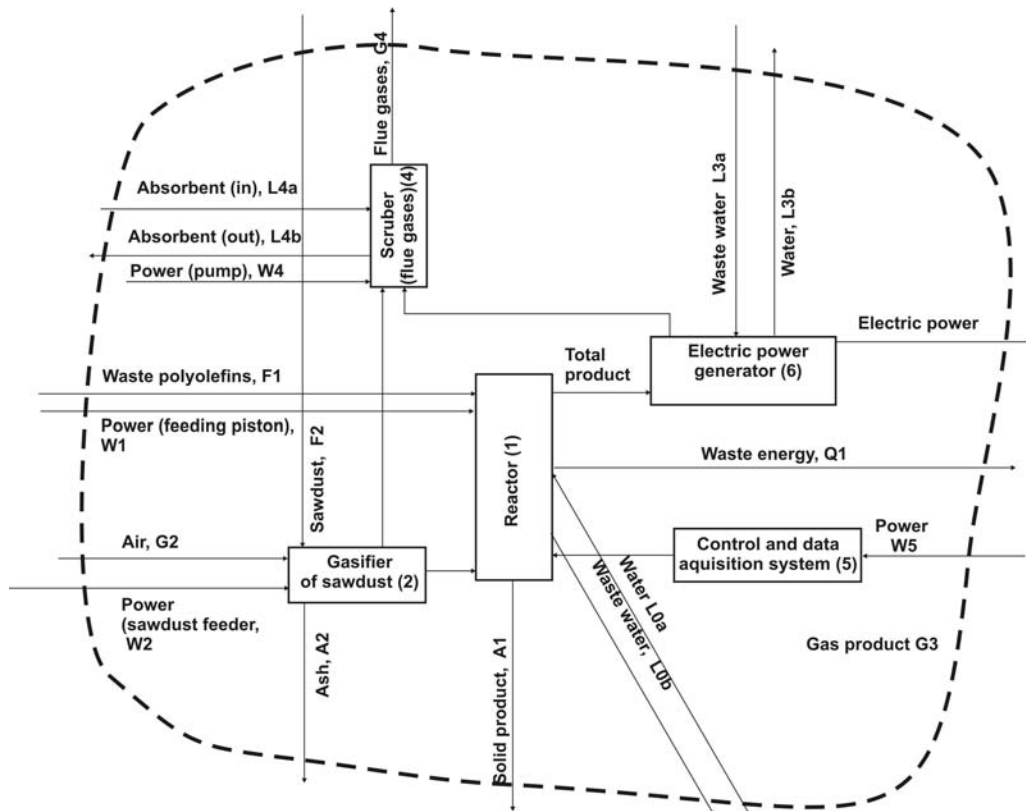 Flue gases, G4
Absorbent (in), L4a
Absorbent (out), L4b
Power (pump), W4
Scruber
(flue gases)(4)
Waste water L3a
Water, L3b
Electric power
Electric power
generator (6)
Total
product
Waste polyolefins, F1
Power (feeding piston),
W1
Sawdust, F2
Reactor (1)
Waste energy, Q1
Power
W5
Control and data
aquisition system (5)
Air, G2
Gasifier
of sawdust (2)
Power
(sawdust feeder,
W2
Ash, A2
Solid product, A1
Water L0a
Waste water, L0b
Gas product G3